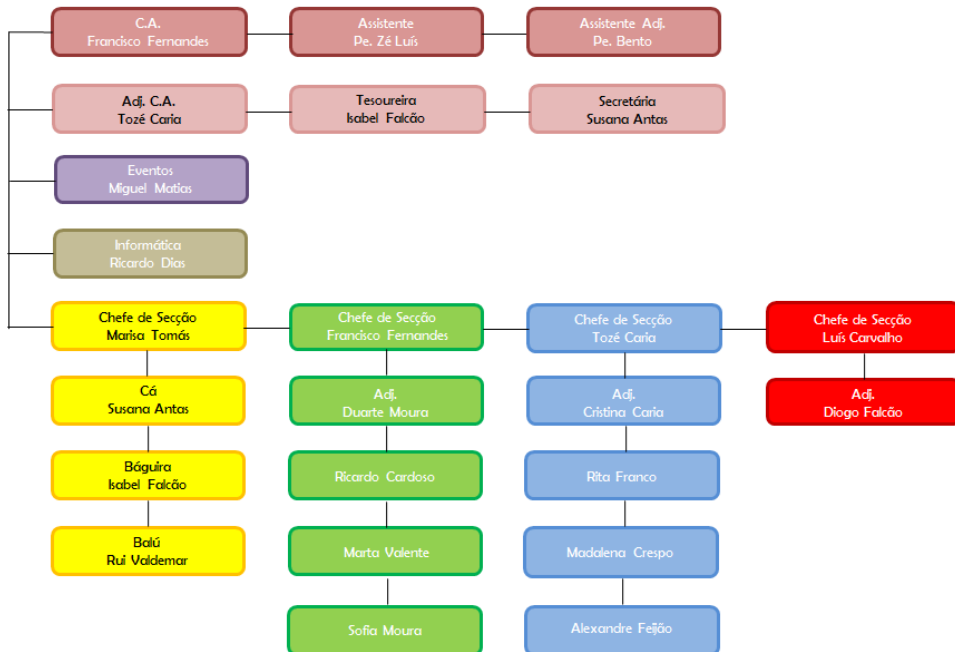 C.A.
Francisco Fernandes
Assistente
Pe. Zé Luís
Assistente Adj.
Pe. Bento
Adj. C.A.
Tozé Caria
Tesoureira
Isabel Falcão
Secretária
Susana Antas
Eventos
Miguel Matias
Informática
Ricardo Dias
Chefe de Secção
Marisa Tomás
Chefe de Secção
Francisco Fernandes
Chefe de Secção
Tozé Caria
Chefe de Secção
Luís Carvalho
Cá
Susana Antas
Adj.
Duarte Moura
Adj.
Cristina Caria
Adj.
Diogo Falcão
Báguira
Isabel Falcão
Ricardo Cardoso
Rita Franco
Balú
Rui Valdemar
Marta Valente
Madalena Crespo
Sofia Moura
Alexandre Feijão